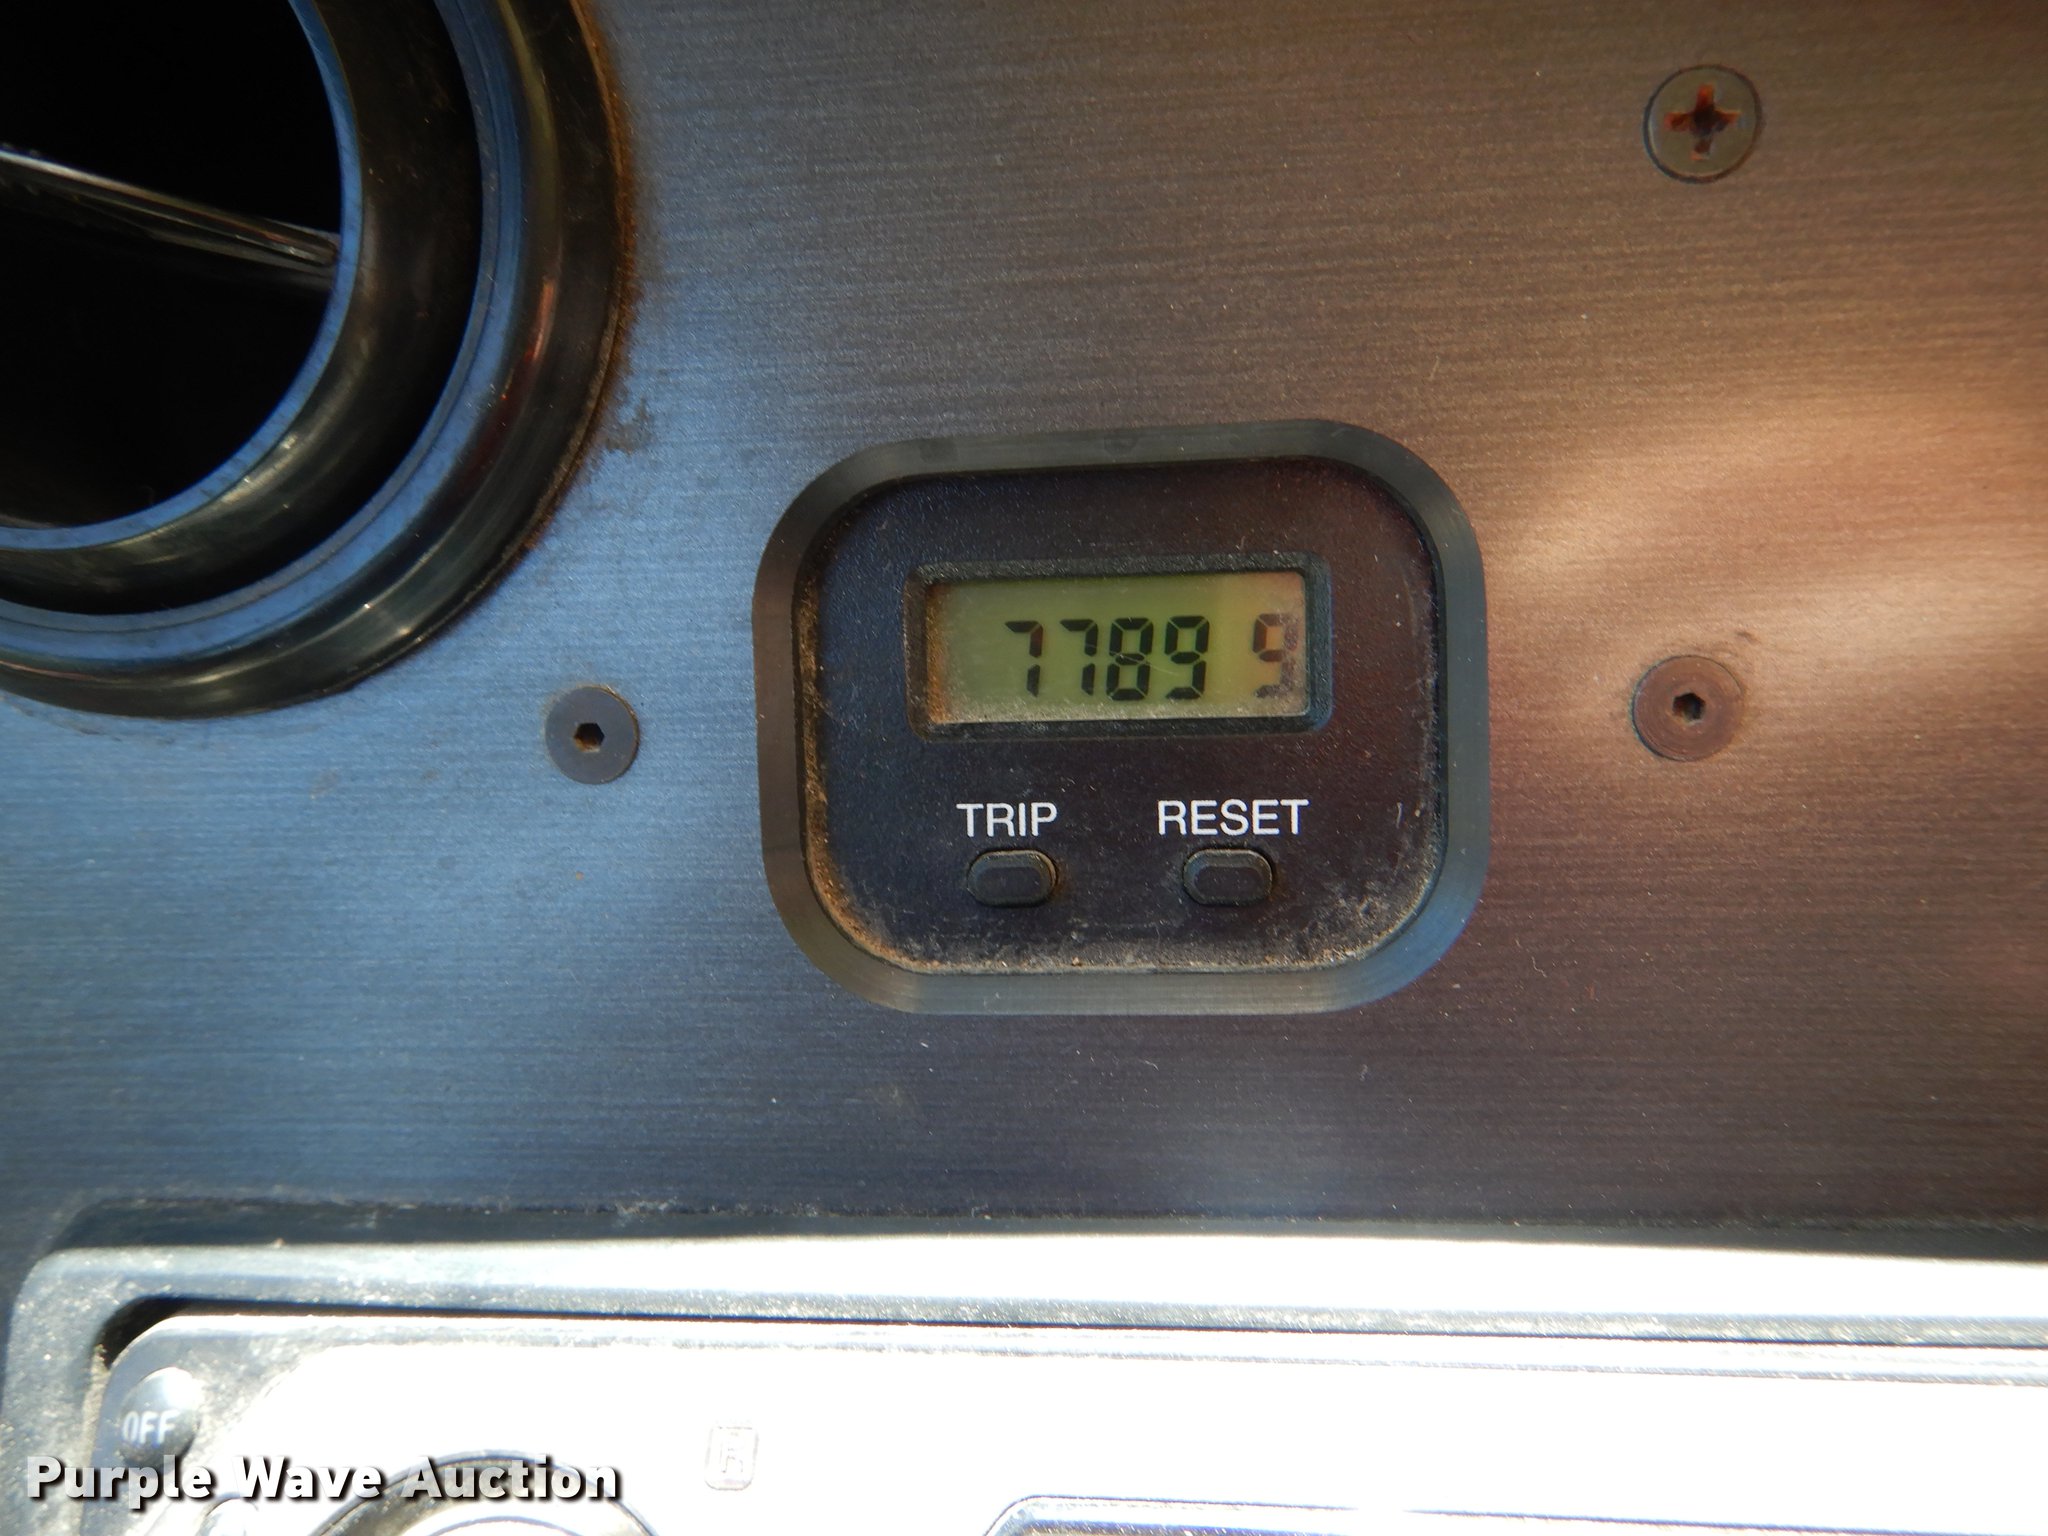 7789 9
TRIP RESET
OFF
Purple Wave Auction